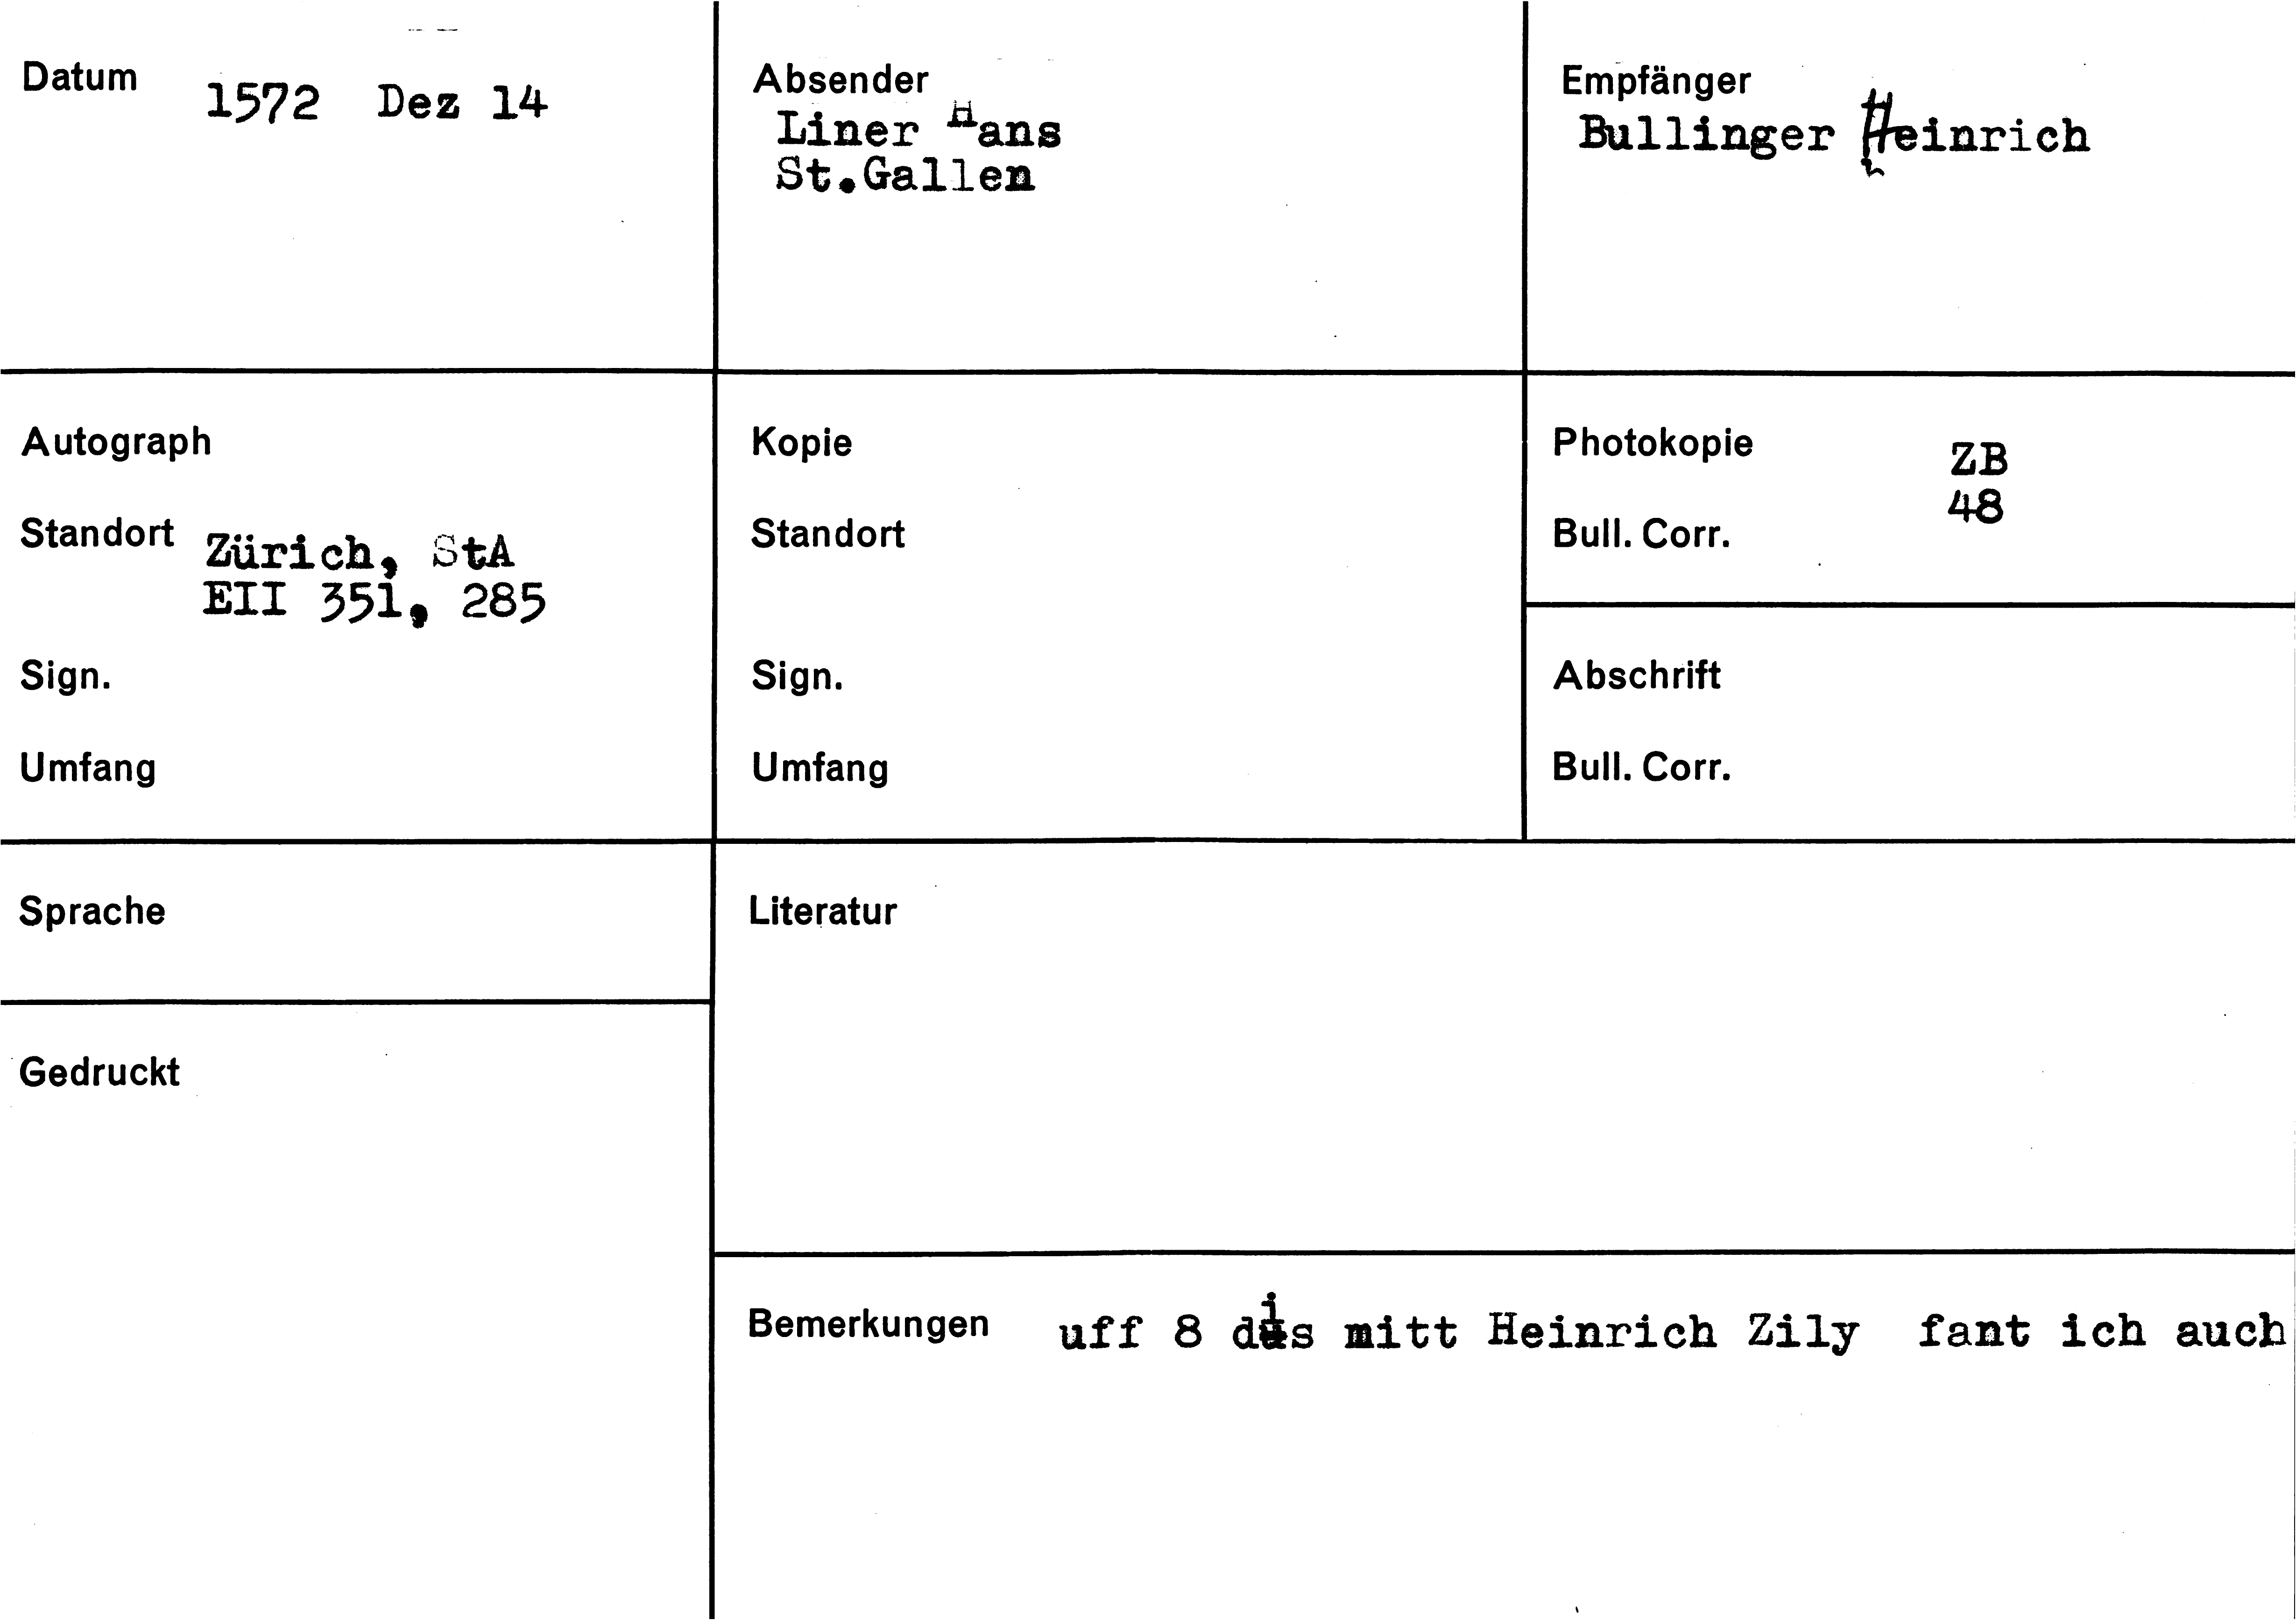 Datum 1572 Dez 14
Absender
Liner Hans
St.Gallen
Empfänger
Bullinger Heinrich
Autograph
Standort Zürich, StA
EII 351, 285
Sign.
Umfang
Kopie
Standort
Sign.
Umfang
Photokopie ZB
48
Bull. Corr.
Abschrift
Bull. Corr.
Sprache
Literatur
Gedruckt
Bemerkungen uff 8 dis mitt Heinrich Zily fant ich auch